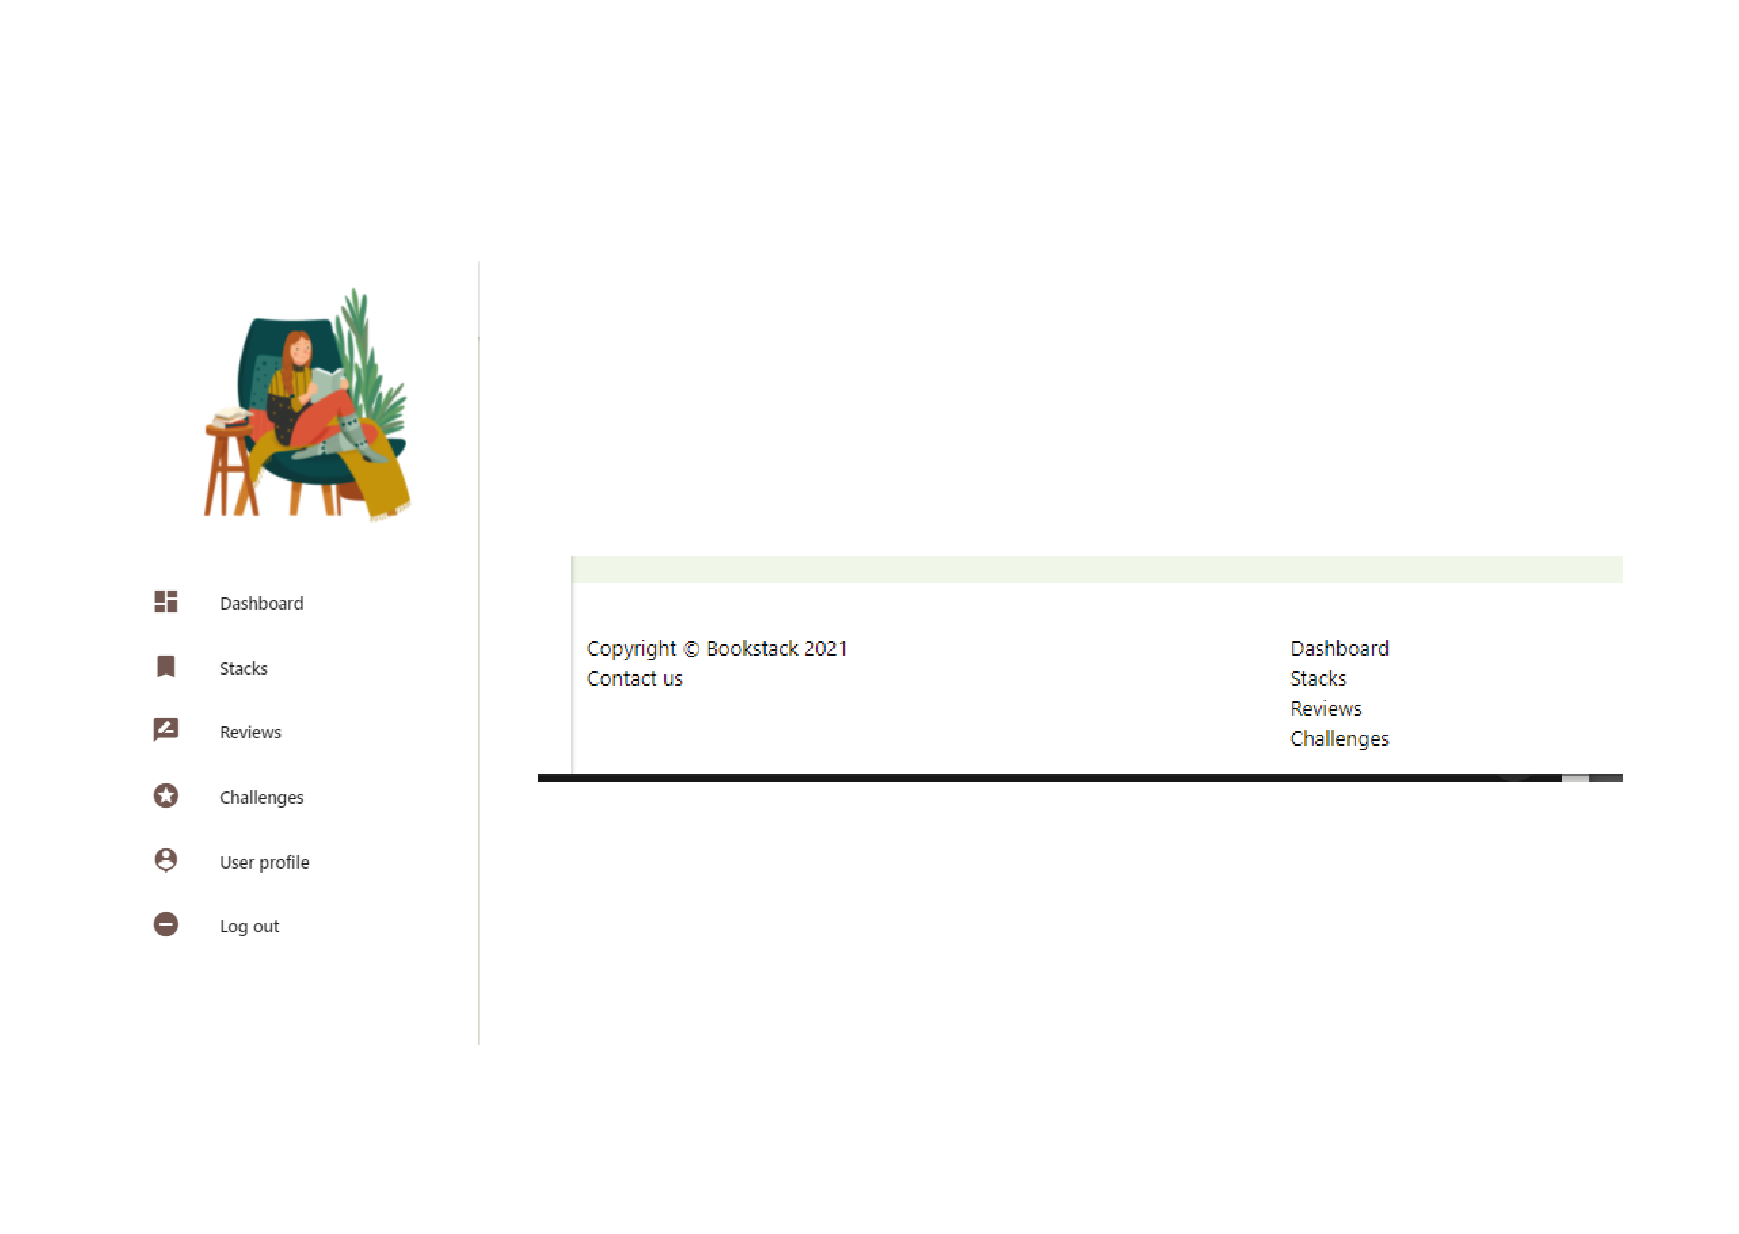 Dashboard
Stacks
Reviews
Challenges
User profile
Log out
Copyright © Bookstack 2021
Contact us
Dashboard
Stacks
Reviews
Challenges